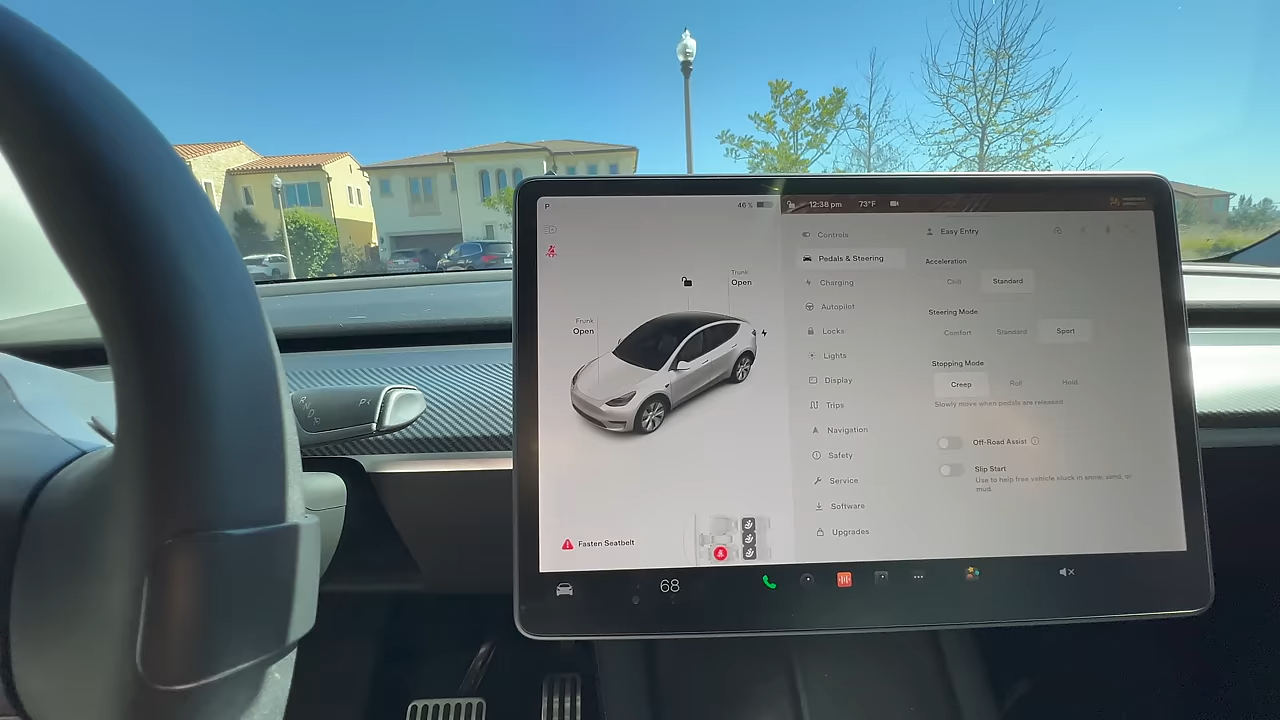 P
46 %
12:38 pm
73°F
Trunk
Open
Frunk
Open
Fasten Seatbelt
Controls
Pedals & Steering
Charging
Autopilot
Locks
Lights
Display
Trips
Navigation
Safety
Service
Software
Upgrades
Easy Entry
Acceleration
Chill
Standard
Steering Mode
Comfort
Standard
Sport
Stopping Mode
Creep
Roll
Hold
Slowly move when pedals are released
Off-Road Assist
Slip Start
Use to help free vehicle stuck in snow, sand, or
mud.
68
R
N
D
P